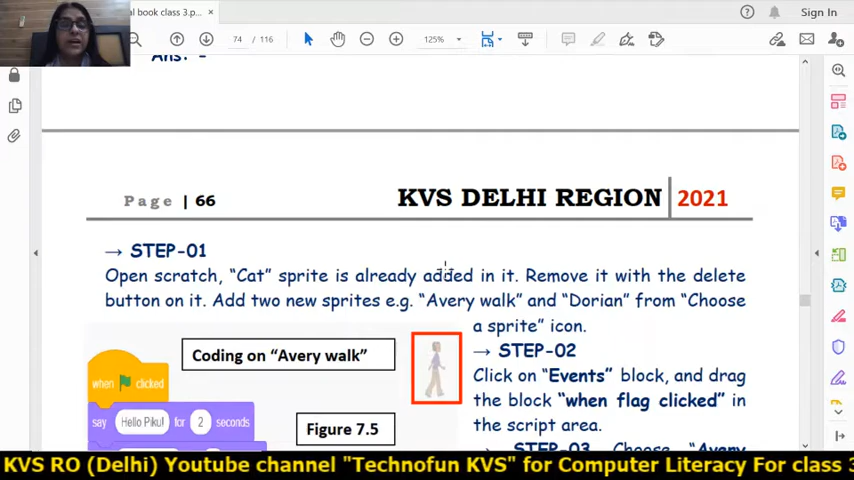 al book class 3.p... ×
Sign In
74 / 116
125%
Ans: -
Page | 66
KVS DELHI REGION 2021
→ STEP-01
Open scratch, “Cat” sprite is already added in it. Remove it with the delete
button on it. Add two new sprites e.g. “Avery walk” and “Dorian” from “Choose
a sprite” icon.
Coding on “Avery walk”
→ STEP-02
Click on “Events” block, and drag
the block “when flag clicked” in
the script area.
when clicked
say Hello Piku! for 2 seconds
Figure 7.5
→ STEP-03 Choose “Avery
KVS RO (Delhi) Youtube channel "Technofun KVS" for Computer Literacy For class 3